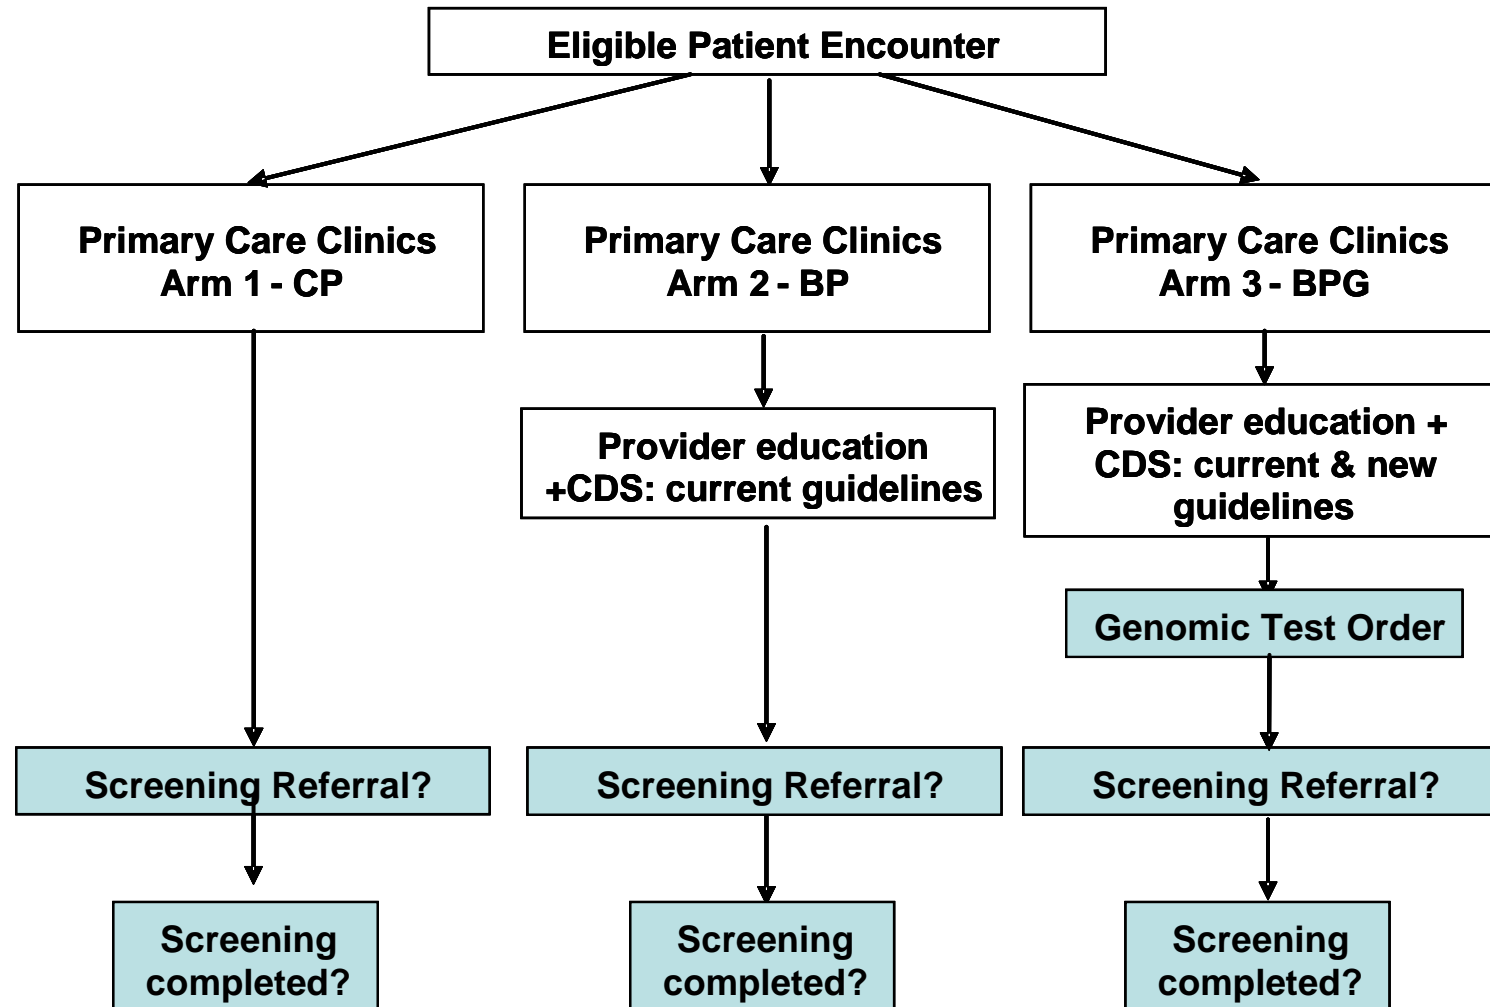 Eligible Patient Encounter
Primary Care Clinics
Arm 1 - CP
Primary Care Clinics
Arm 2 - BP
Primary Care Clinics
Arm 3 - BPG
Provider education
+CDS: current guidelines
Provider education +
CDS: current & new
guidelines
Genomic Test Order
Screening Referral?
Screening Referral?
Screening Referral?
Screening
completed?
Screening
completed?
Screening
completed?